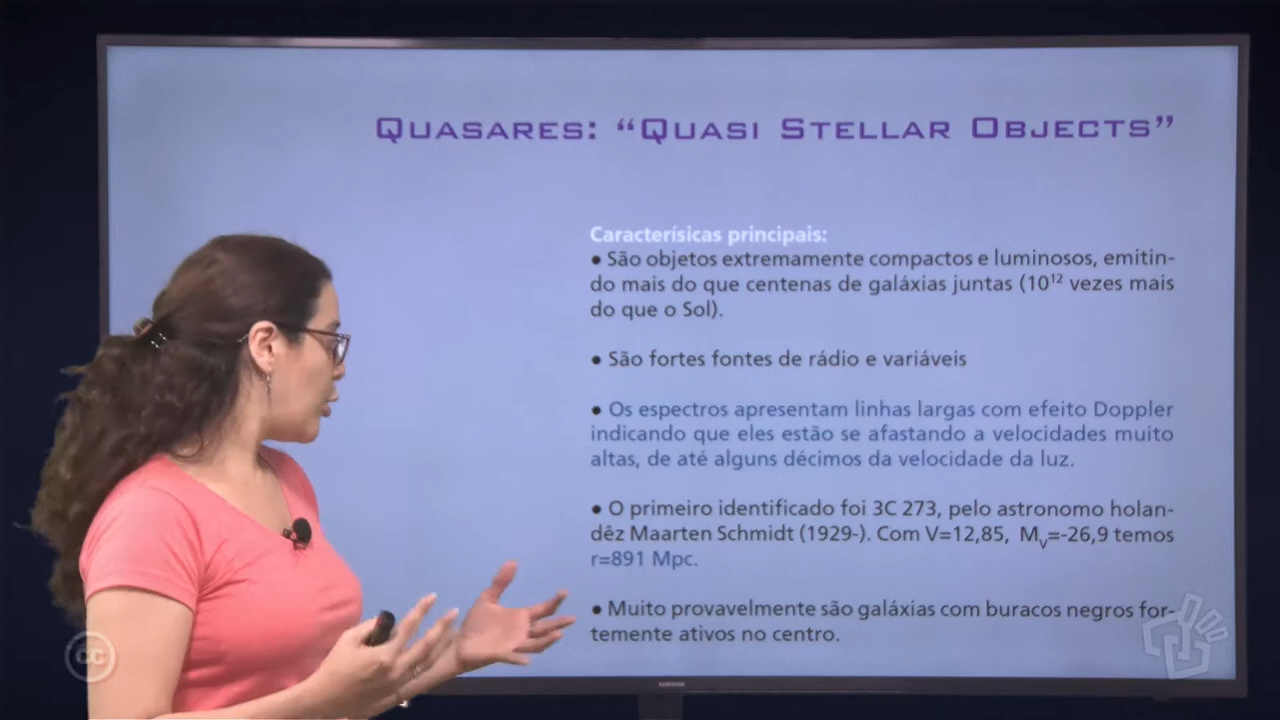 QUASARES: “QUASI STELLAR OBJECTS”
Caracterísicas principais:
• São objetos extremamente compactos e luminosos, emitin-
do mais do que centenas de galáxias juntas (10¹² vezes mais
do que o Sol).
• São fortes fontes de rádio e variáveis
• Os espectros apresentam linhas largas com efeito Doppler
indicando que eles estão se afastando a velocidades muito
altas, de até alguns décimos da velocidade da luz.
• O primeiro identificado foi 3C 273, pelo astronomo holan-
dêz Maarten Schmidt (1929-). Com V=12,85, Mᵥ=-26,9 temos
r=891 Mpc.
• Muito provavelmente são galáxias com buracos negros for-
temente ativos no centro.
SAMSUNG
cc